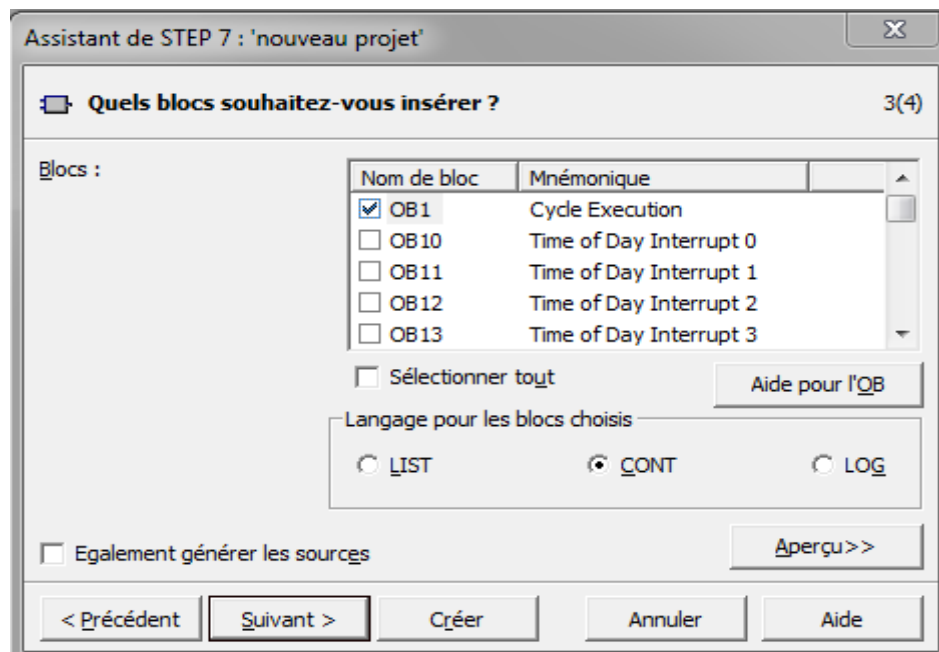 Assistant de STEP 7 : 'nouveau projet'
Quels blocs souhaitez-vous insérer ? 3(4)
Blocs :
Nom de bloc Mnémonique
OB1 Cycle Execution
OB10 Time of Day Interrupt 0
OB11 Time of Day Interrupt 1
OB12 Time of Day Interrupt 2
OB13 Time of Day Interrupt 3
Sélectionner tout
Aide pour l'OB
Langage pour les blocs choisis
LIST CONT LOG
Egalement générer les sources
Aperçu>>
< Précédent Suivant > Créer Annuler Aide